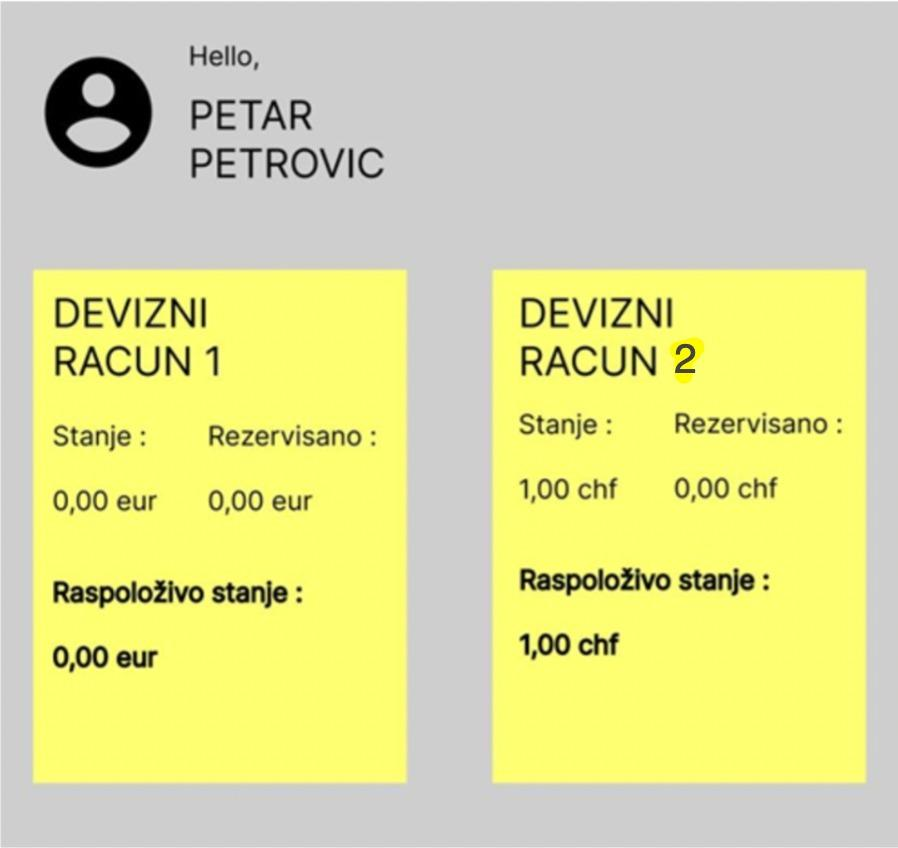 Hello,
PETAR
PETROVIC
DEVIZNI
RACUN 1
Stanje : Rezervisano :
0,00 eur 0,00 eur
Raspoloživo stanje :
0,00 eur
DEVIZNI
RACUN 2
Stanje : Rezervisano :
1,00 chf 0,00 chf
Raspoloživo stanje :
1,00 chf